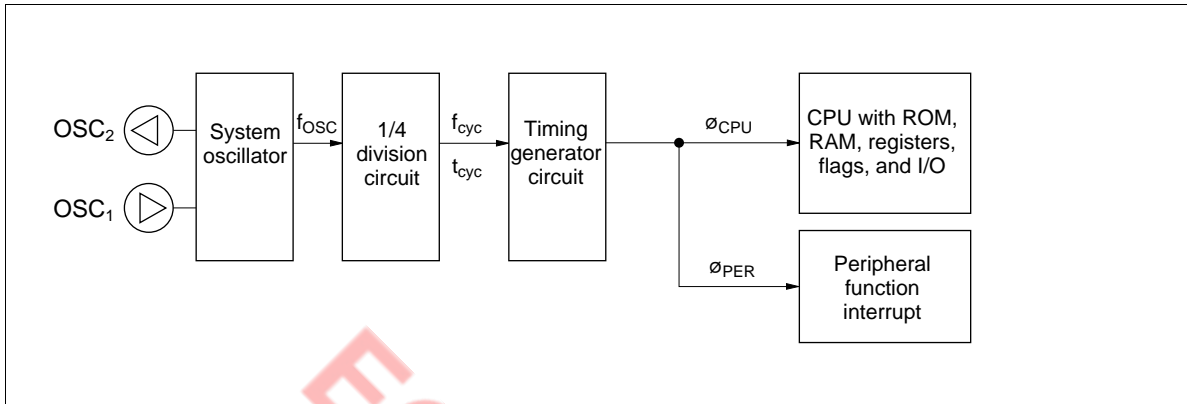 OSC₂
OSC₁
System
oscillator
fOSC
1/4
division
circuit
fcyc
tcyc
Timing
generator
circuit
øCPU
øPER
CPU with ROM,
RAM, registers,
flags, and I/O
Peripheral
function
interrupt